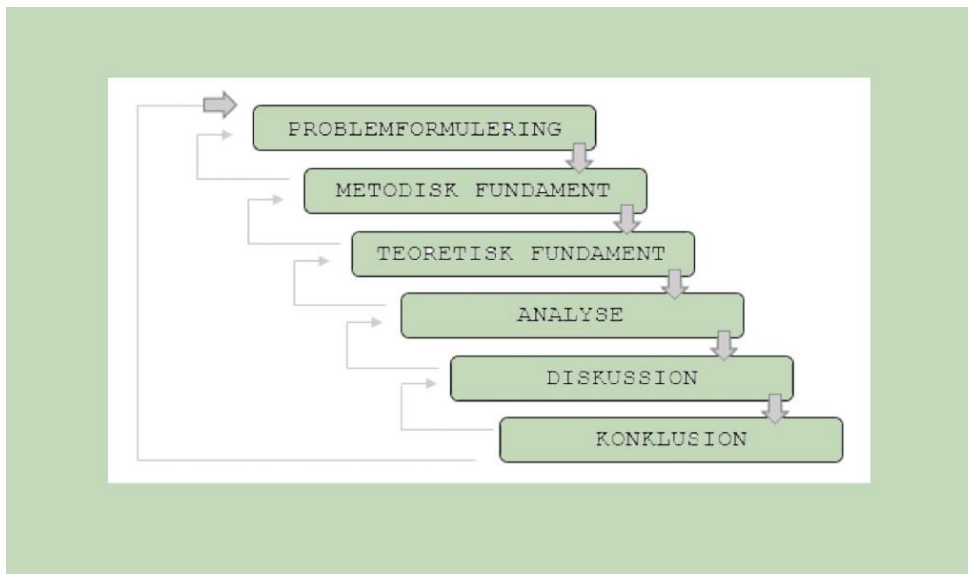 PROBLEMFORMULERING
METODISK FUNDAMENT
TEORETISK FUNDAMENT
ANALYSE
DISKUSSION
KONKLUSION